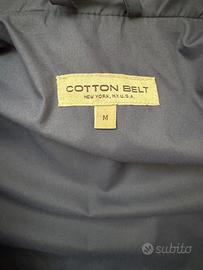 COTTON BELT
NEW YORK, N.Y. U.S.A.
M
subito